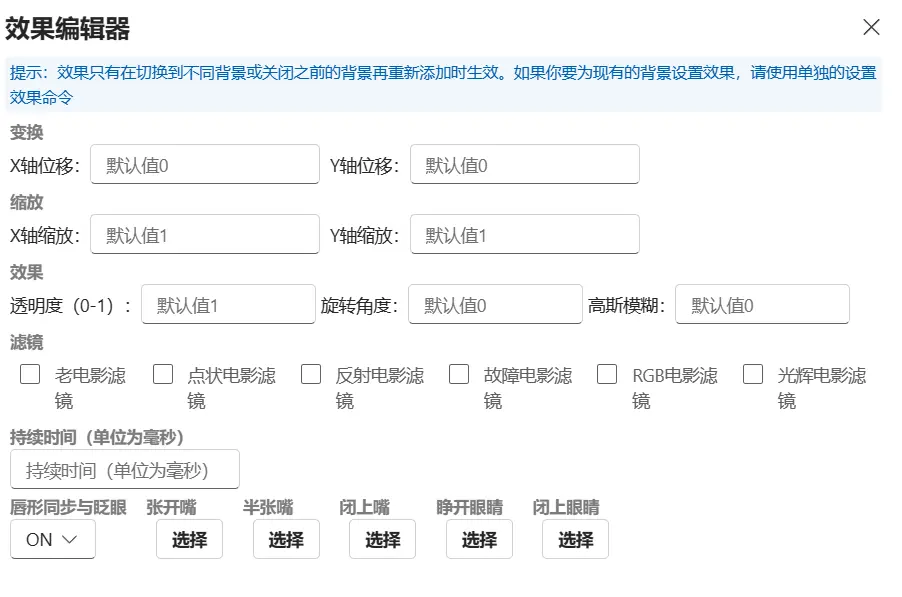 效果编辑器
提示：效果只有在切换到不同背景或关闭之前的背景再重新添加时生效。如果你要为现有的背景设置效果，请使用单独的设置
效果命令
变换
X轴位移： 默认值0 Y轴位移： 默认值0
缩放
X轴缩放： 默认值1 Y轴缩放： 默认值1
效果
透明度（0-1）： 默认值1 旋转角度： 默认值0 高斯模糊： 默认值0
滤镜
老电影滤 点状电影滤 反射电影滤 故障电影滤 RGB电影滤 光辉电影滤
镜 镜 镜 镜 镜 镜
持续时间（单位为毫秒）
持续时间（单位为毫秒）
唇形同步与眨眼 张开嘴 半张嘴 闭上嘴 睁开眼睛 闭上眼睛
ON 选择 选择 选择 选择 选择